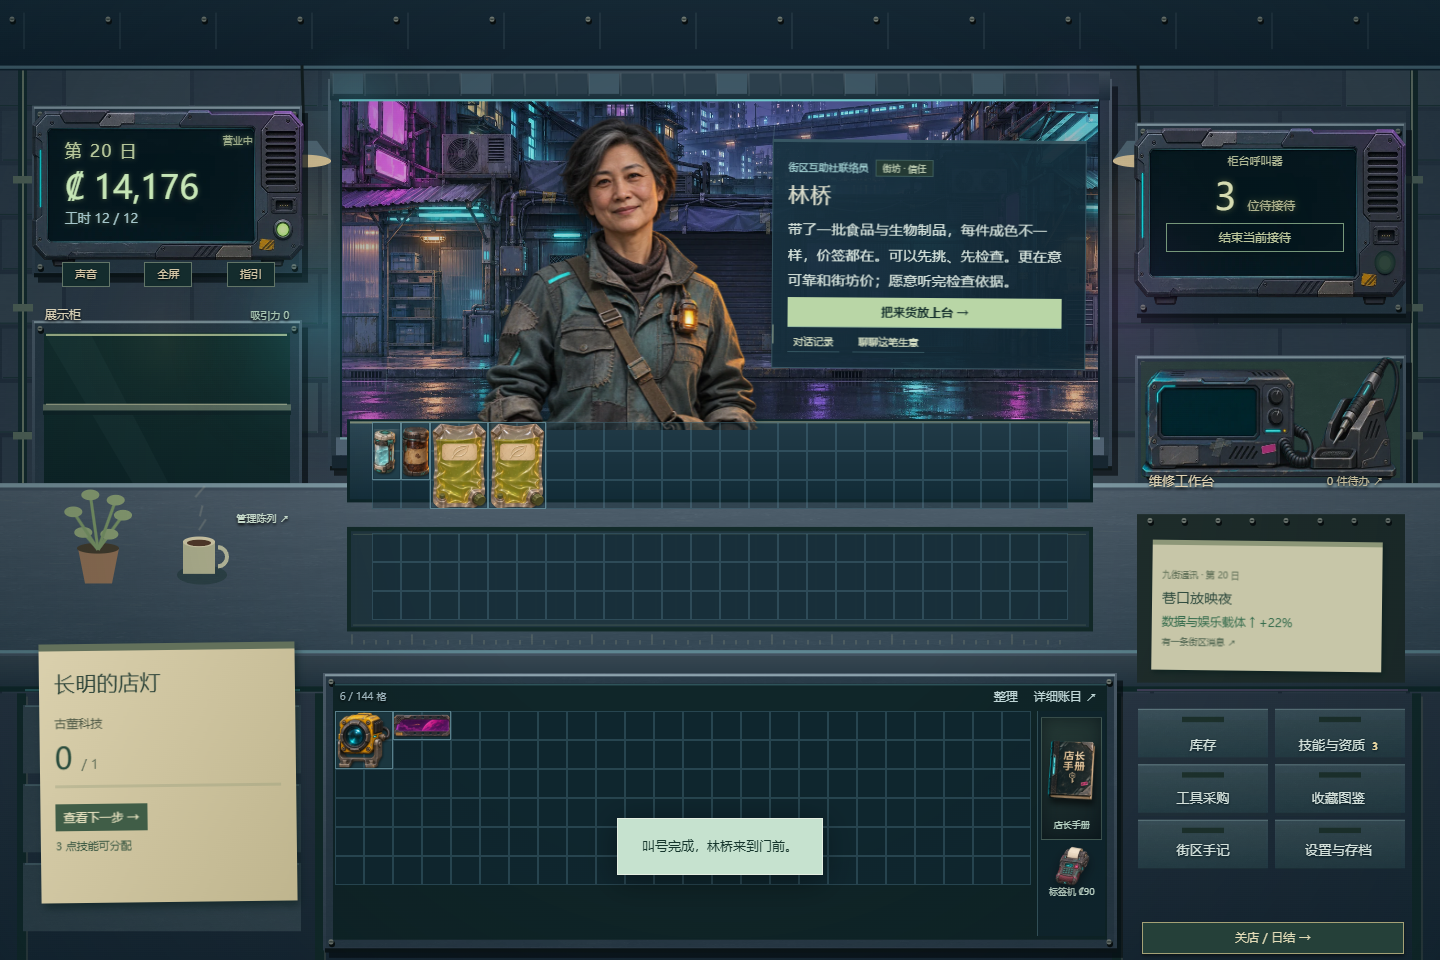 第 20 日
营业中
₡ 14,176
工时 12 / 12
声音
全屏
指引
展示柜
吸引力 0
管理陈列 ↗
街区互助社联络员
街坊 · 信任
林桥
带了一批食品与生物制品，每件成色不一
样，价签都在。可以先挑、先检查。更在意
可靠和街坊价；愿意听完检查依据。
把来货放上台 →
对话记录
聊聊这笔生意
柜台呼叫器
3 位待接待
结束当前接待
维修工作台
0 件待办 ↗
九街通讯 · 第 20 日
巷口放映夜
数据与娱乐载体↑ +22%
有一条街区消息 ↗
长明的店灯
古董科技
0 / 1
查看下一步 →
3 点技能可分配
6 / 144 格
整理
详细账目 ↗
店长
手册
店长手册
标签机 ₡90
叫号完成，林桥来到门前。
库存
技能与资质 3
工具采购
收藏图鉴
街区手记
设置与存档
关店 / 日结 →